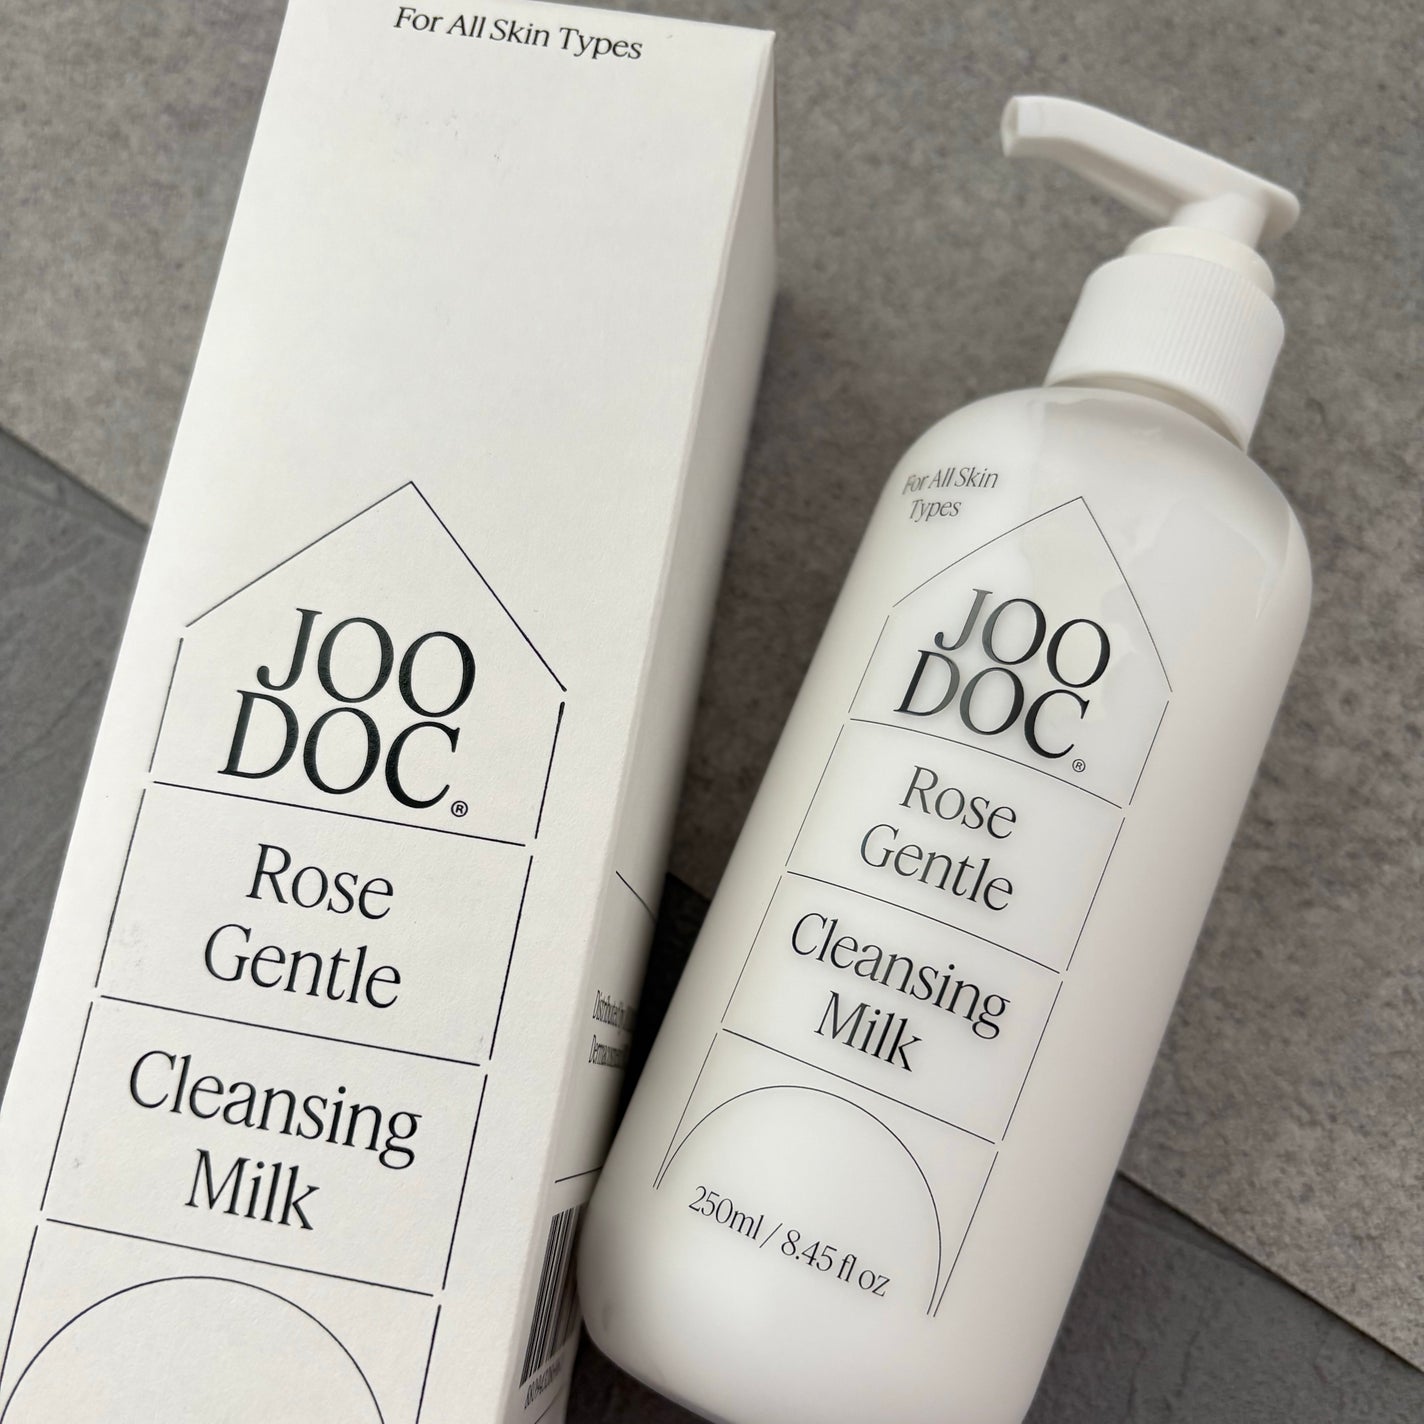 For All Skin Types
JOO
DOC®
Rose
Gentle
Cleansing
Milk
For All Skin
Types
JOO
DOC®
Rose
Gentle
Cleansing
Milk
250ml / 8.45 fl oz